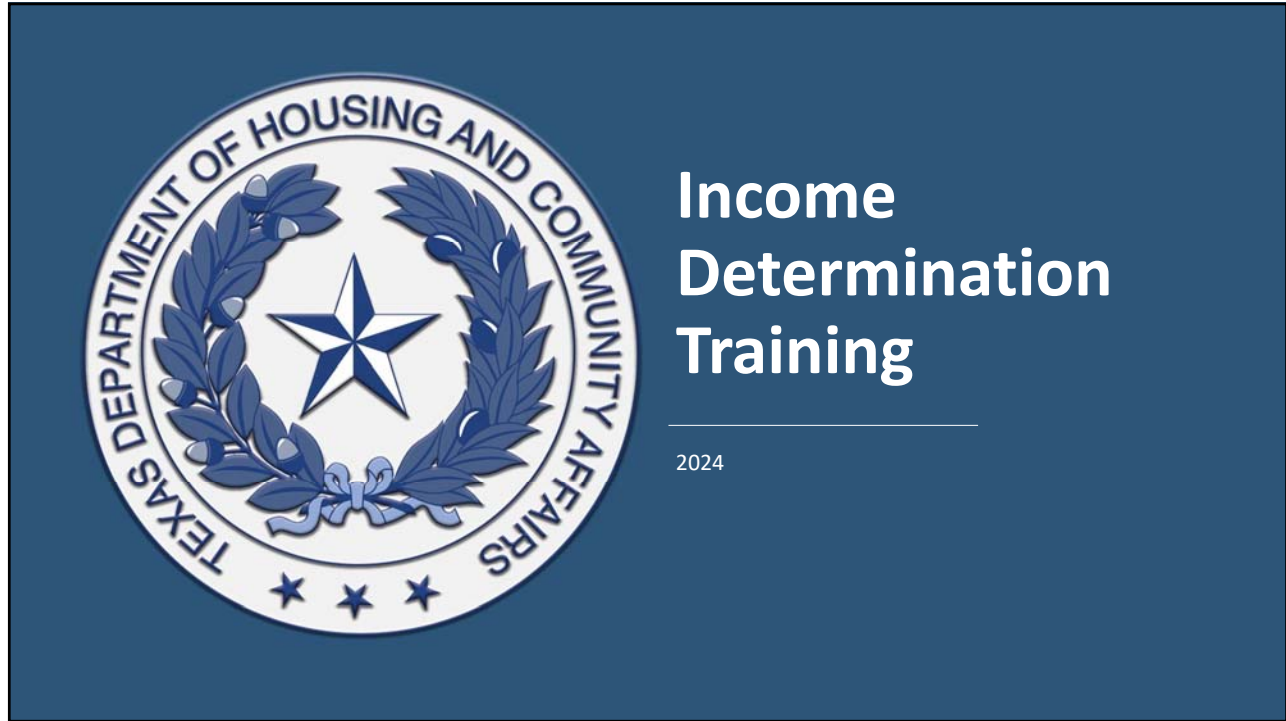 TEXAS DEPARTMENT OF HOUSING AND COMMUNITY AFFAIRS
Income
Determination
Training
2024